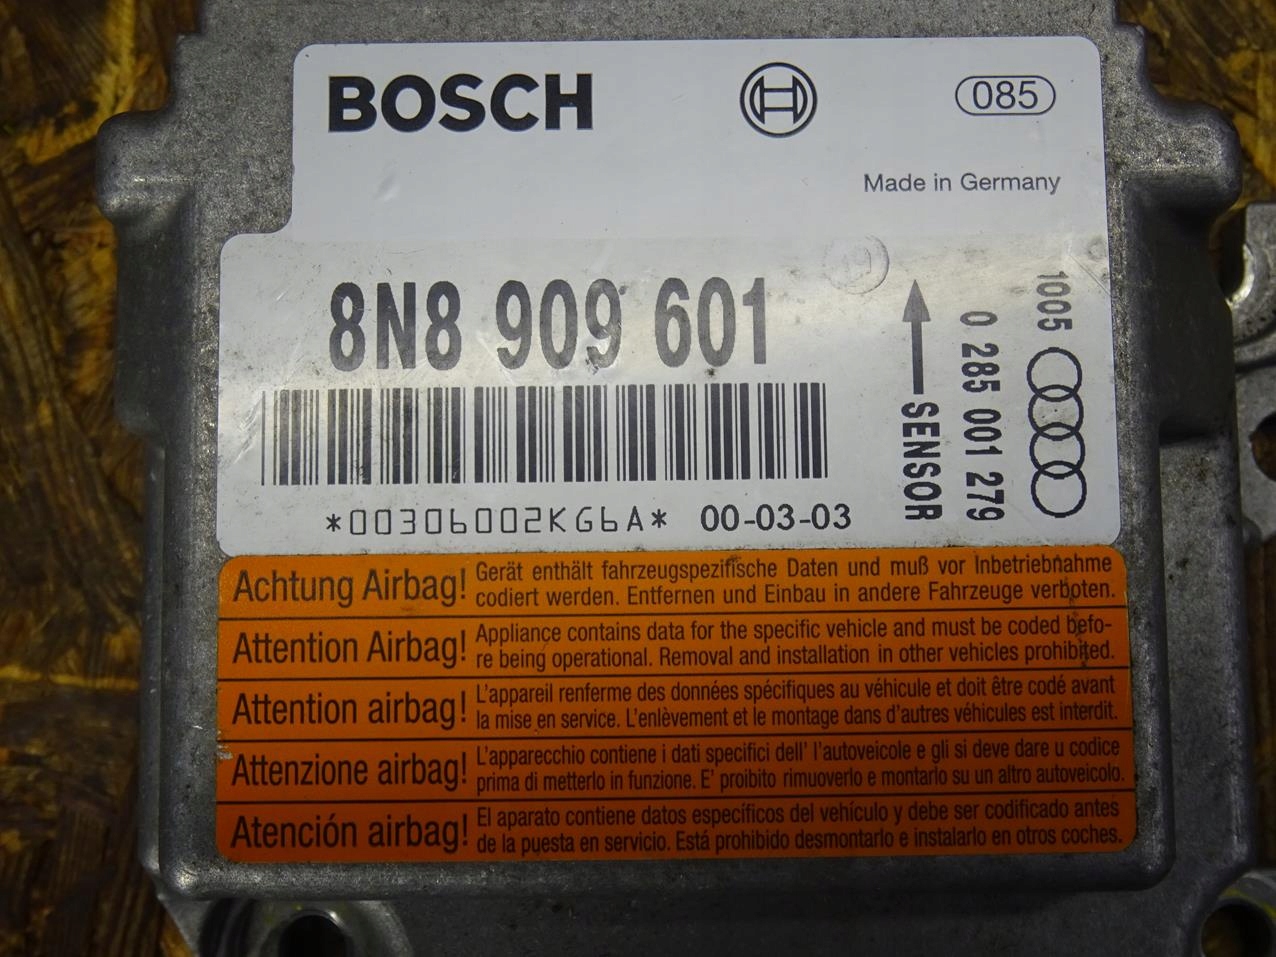 BOSCH
085
Made in Germany
8N8 909 601
*00306002KG6A* 00-03-03
SENSOR
0 285 001 279
1005
Achtung Airbag! Gerät enthält fahrzeugspezifische Daten und muß vor Inbetriebnahme
codiert werden. Entfernen und Einbau in andere Fahrzeuge verboten.
Attention Airbag! Appliance contains data for the specific vehicle and must be coded befo-
re being operational. Removal and installation in other vehicles prohibited.
Attention airbag! L'appareil renferme des données spécifiques au véhicule et doit être codé avant
la mise en service. L'enlèvement et le montage dans d'autres véhicules est interdit.
Attenzione airbag! L'apparecchio contiene i dati specifici dell' l'autoveicole e gli si deve dare u codice
prima di metterlo in funzione. E' proibito rimuoverlo e montarlo su un altro autoveicolo.
Atención airbag! El aparato contiene datos específicos del vehículo y debe ser codificado antes
de la puesta en servicio. Está prohibido desmontarlo e instalarlo en otros coches.